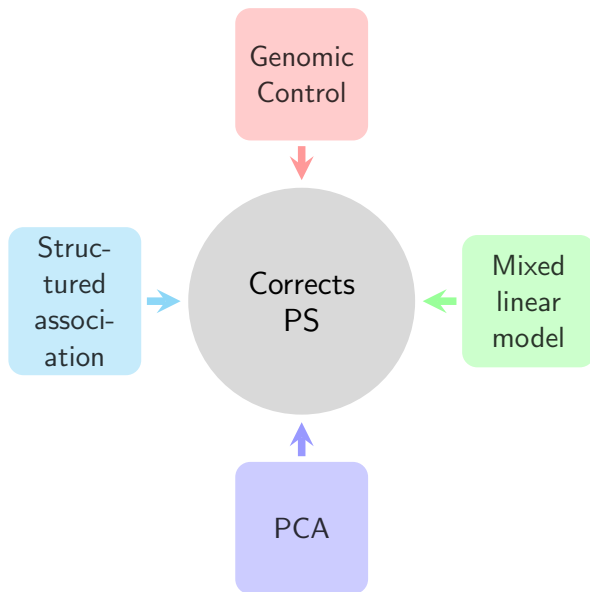 Genomic
Control
Struc-
tured
associ-
ation
Corrects
PS
Mixed
linear
model
PCA